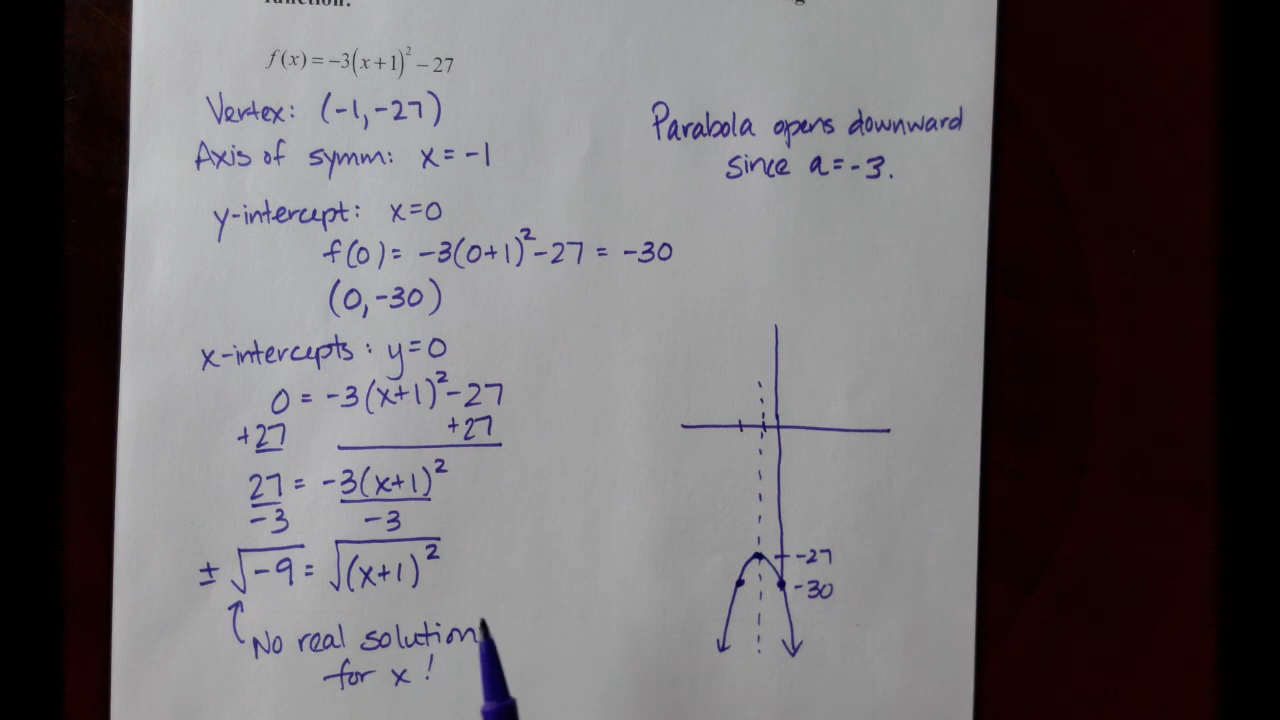 function:
f(x) = −3(x+1)² − 27
Vertex: (-1, -27)
Axis of symm: x = -1
Parabola opens downward
since a = -3.
y-intercept: x=0
f(0) = -3(0+1)² - 27 = -30
(0, -30)
x-intercepts: y=0
0 = -3(x+1)² - 27
+27 +27
27 = -3(x+1)²
-3 -3
± √-9 = √(x+1)²
No real solution
for x!
-27
-30